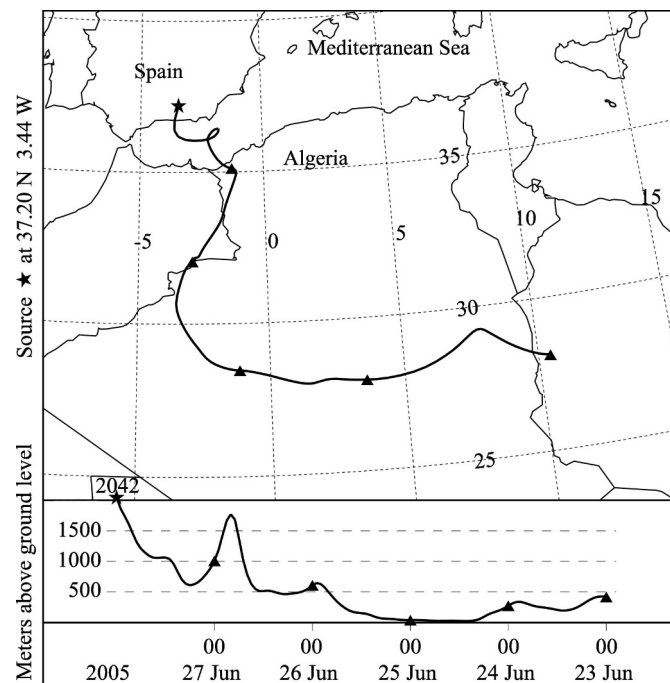 Mediterranean Sea
Spain
Algeria
35
15
10
-5
0
5
30
25
Source ★ at 37.20 N 3.44 W
Meters above ground level
2042
1500
1000
500
00 00 00 00 00
2005 27 Jun 26 Jun 25 Jun 24 Jun 23 Jun